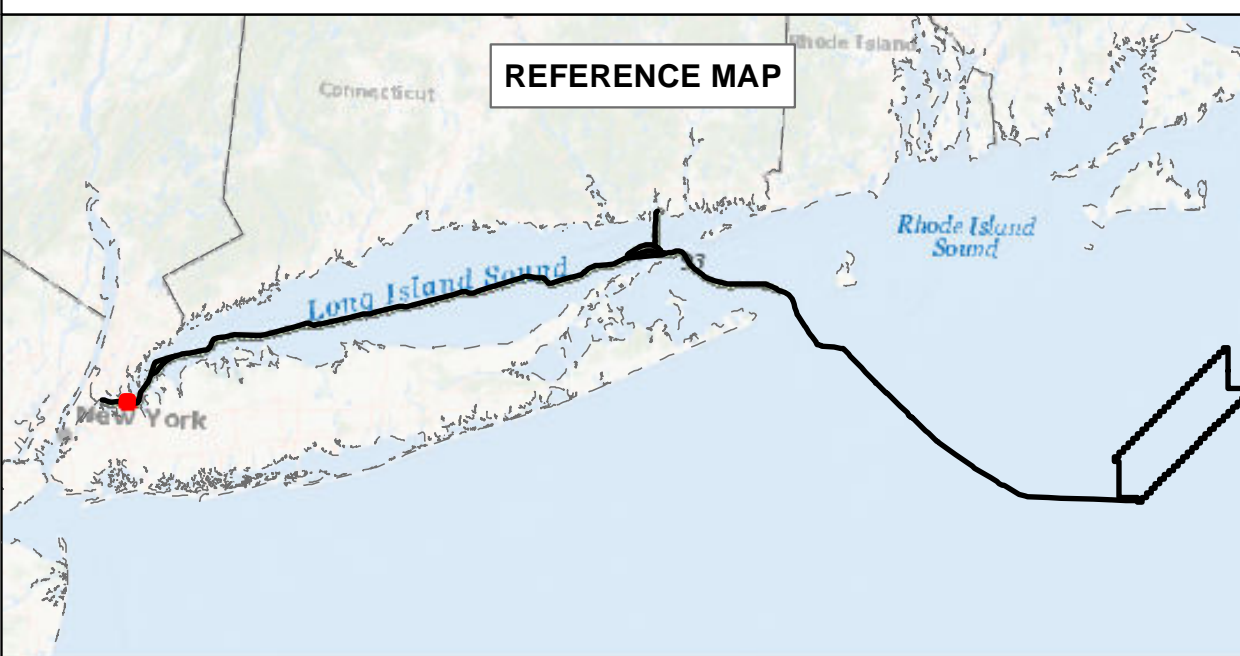 Rhode Island
REFERENCE MAP
Connecticut
Rhode Island
Sound
Long Island Sound
New York